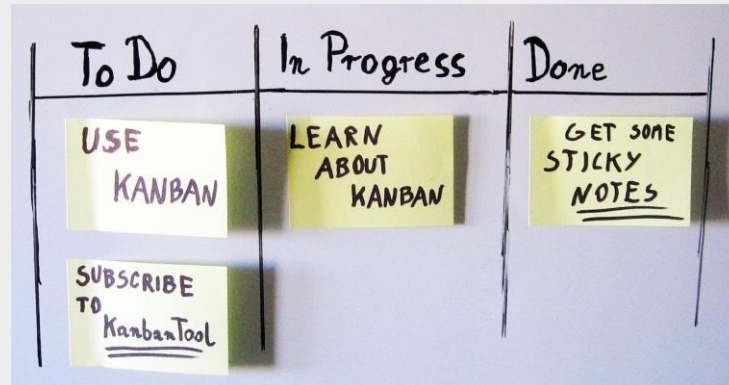 To Do
In Progress
Done
USE
KANBAN
SUBSCRIBE
TO
KanbanTool
LEARN
ABOUT
KANBAN
GET SOME
STICKY
NOTES